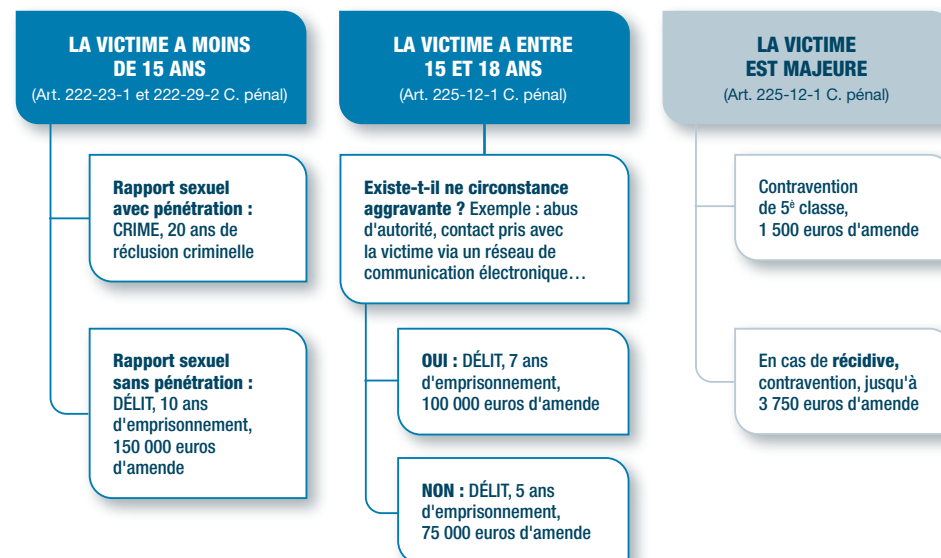 LA VICTIME A MOINS
DE 15 ANS
(Art. 222-23-1 et 222-29-2 C. pénal)
Rapport sexuel
avec pénétration :
CRIME, 20 ans de
réclusion criminelle
Rapport sexuel
sans pénétration :
DÉLIT, 10 ans
d'emprisonnement,
150 000 euros
d'amende
LA VICTIME A ENTRE
15 ET 18 ANS
(Art. 225-12-1 C. pénal)
Existe-t-il ne circonstance
aggravante ? Exemple : abus
d'autorité, contact pris avec
la victime via un réseau de
communication électronique…
OUI : DÉLIT, 7 ans
d'emprisonnement,
100 000 euros d'amende
NON : DÉLIT, 5 ans
d'emprisonnement,
75 000 euros d'amende
LA VICTIME
EST MAJEURE
(Art. 225-12-1 C. pénal)
Contravention
de 5è classe,
1 500 euros d'amende
En cas de récidive,
contravention, jusqu'à
3 750 euros d'amende